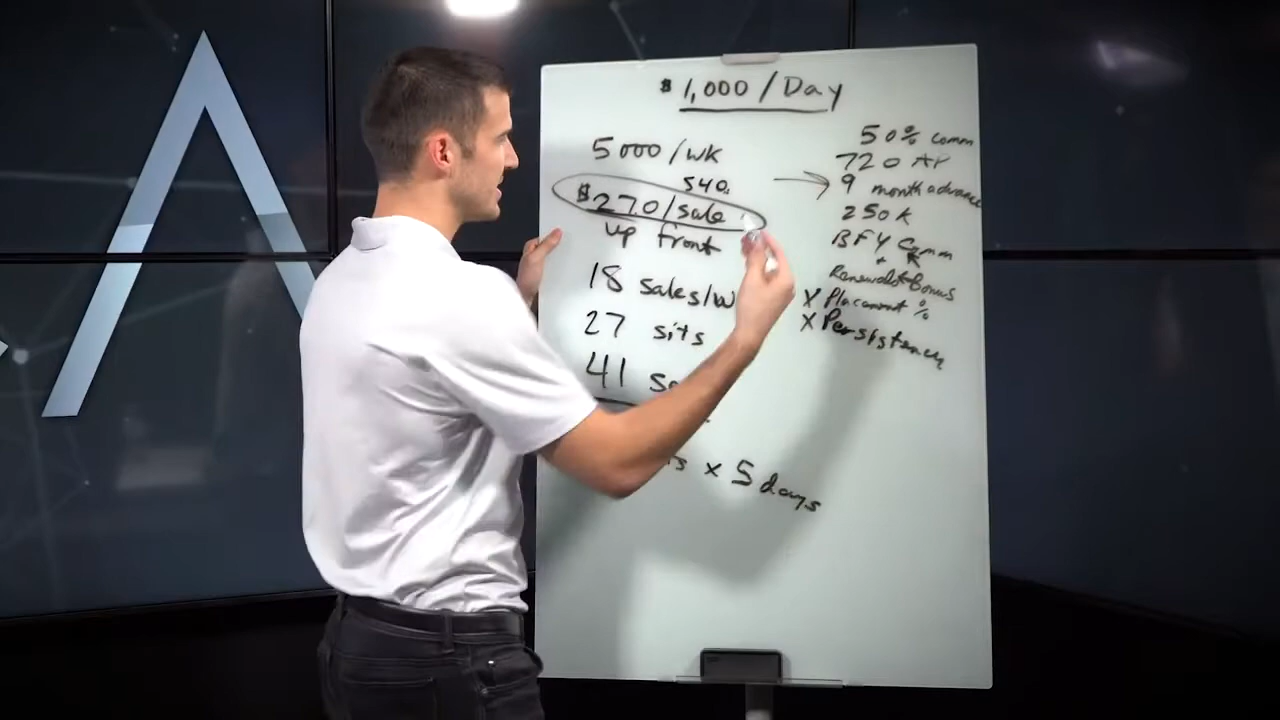 $1,000/Day
5000/wk
540
$270/sale
up front
18 sales/w
27 sits
41
x 5 days
50% comm
720 AP
9 month advance
250K
BFY Comm
+
Renewals+Bonus
X Placement %
X Persistency